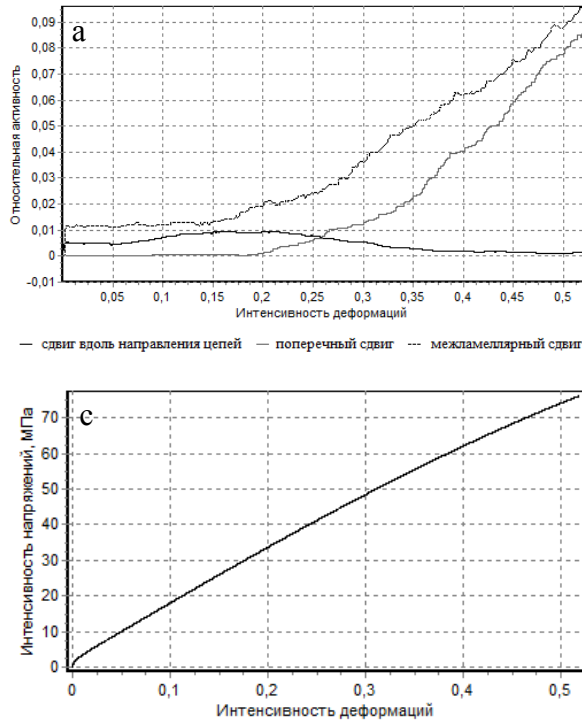 а
0,09
0,08
0,07
0,06
0,05
0,04
0,03
0,02
0,01
0
-0,01
Относительная активность
0,05 0,1 0,15 0,2 0,25 0,3 0,35 0,4 0,45 0,5
Интенсивность деформаций
сдвиг вдоль направления цепей поперечный сдвиг межламеллярный сдвиг
с
70
60
50
40
30
20
10
0
Интенсивность напряжений, МПа
0 0,1 0,2 0,3 0,4 0,5
Интенсивность деформаций